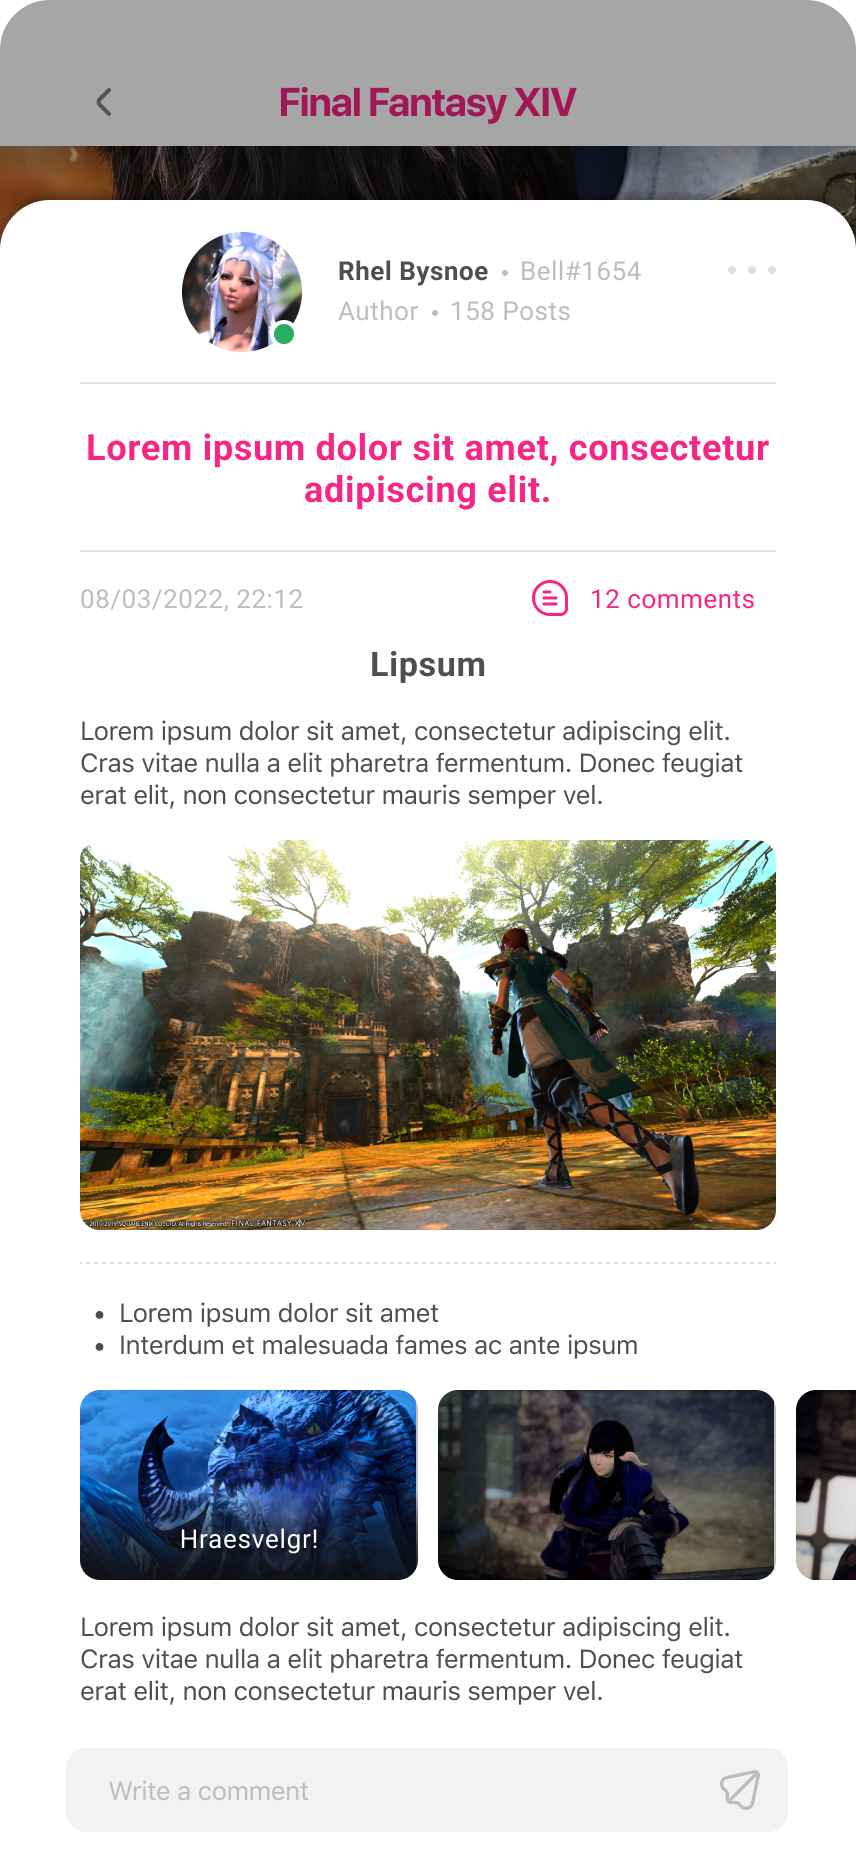 Final Fantasy XIV
Rhel Bysnoe • Bell#1654
Author • 158 Posts
Lorem ipsum dolor sit amet, consectetur
adipiscing elit.
08/03/2022, 22:12
12 comments
Lipsum
Lorem ipsum dolor sit amet, consectetur adipiscing elit.
Cras vitae nulla a elit pharetra fermentum. Donec feugiat
erat elit, non consectetur mauris semper vel.
2010-2019 SQUARE ENIX CO., LTD. All Rights Reserved. FINAL FANTASY XIV
• Lorem ipsum dolor sit amet
• Interdum et malesuada fames ac ante ipsum
Hraesvelgr!
Lorem ipsum dolor sit amet, consectetur adipiscing elit.
Cras vitae nulla a elit pharetra fermentum. Donec feugiat
erat elit, non consectetur mauris semper vel.
Write a comment